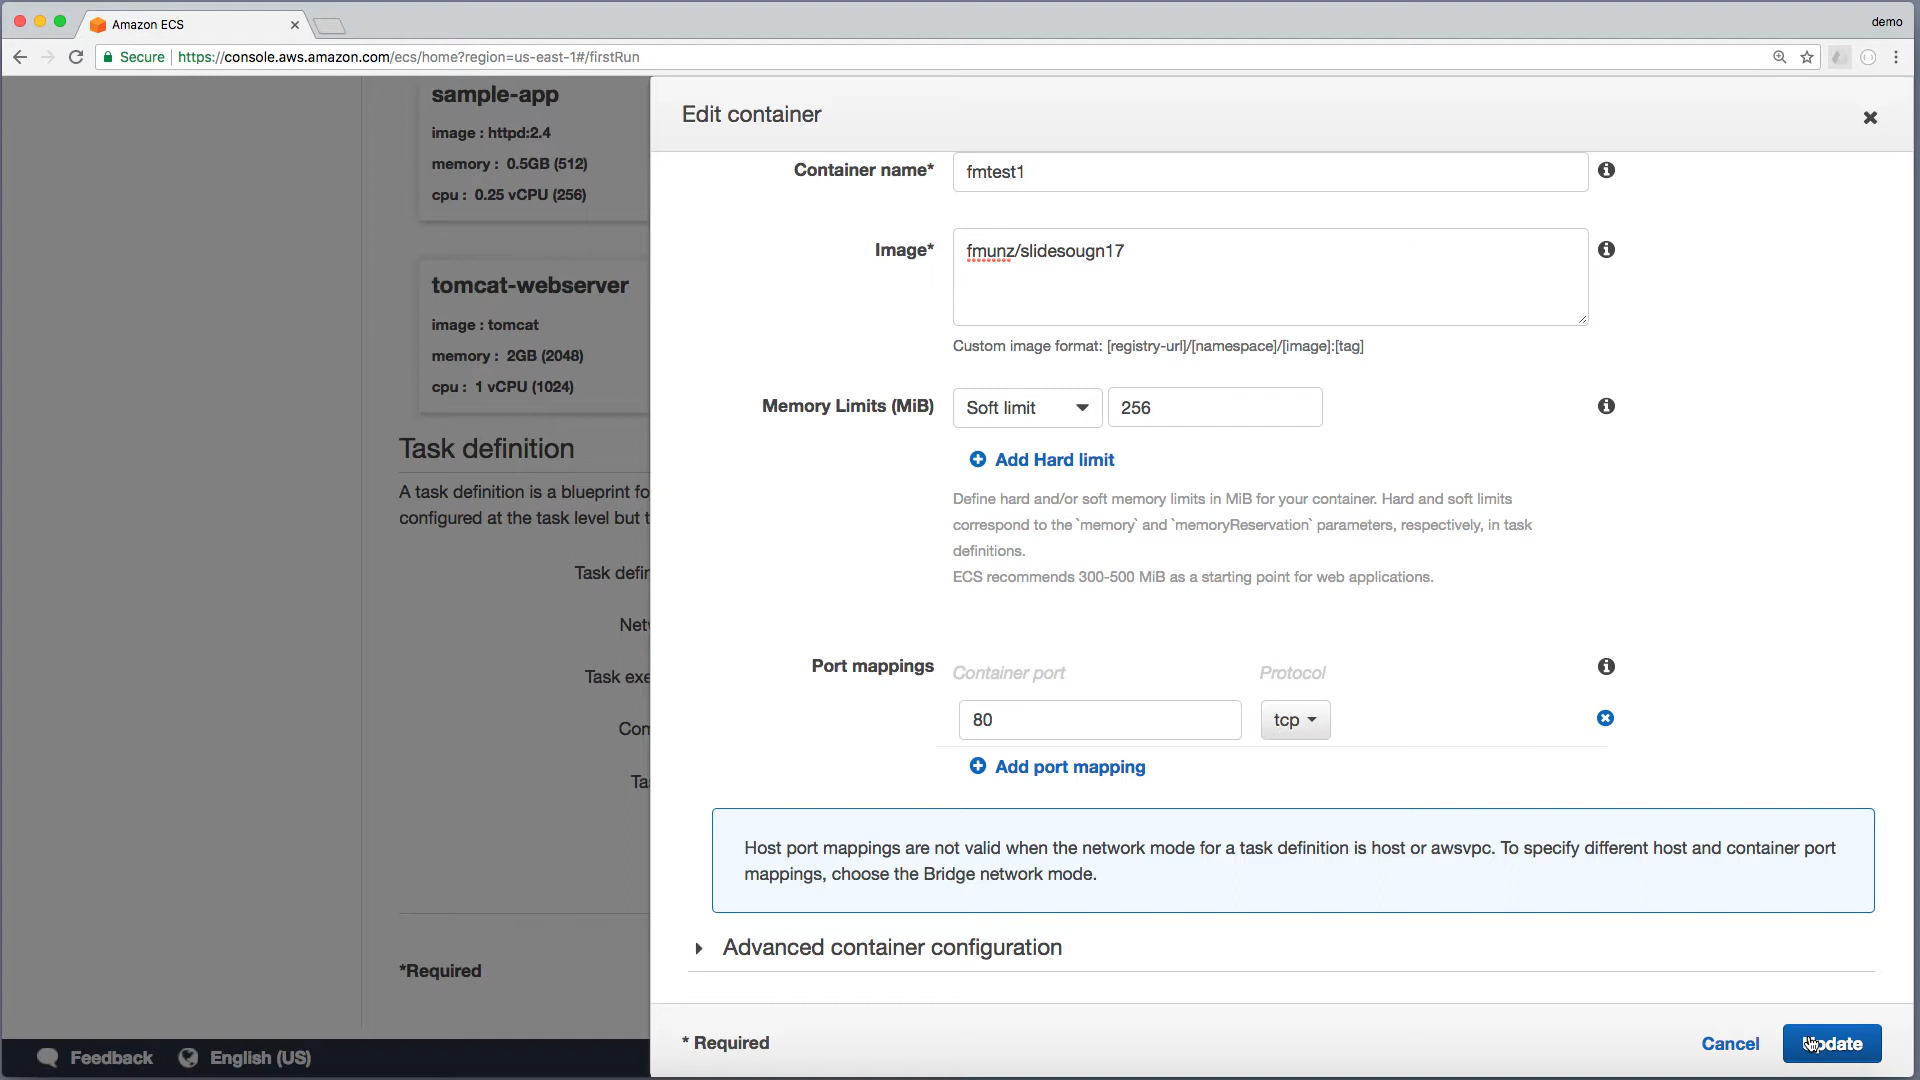 Amazon ECS
demo
Secure https://console.aws.amazon.com/ecs/home?region=us-east-1#/firstRun
sample-app
image : httpd:2.4
memory : 0.5GB (512)
cpu : 0.25 vCPU (256)
tomcat-webserver
image : tomcat
memory : 2GB (2048)
cpu : 1 vCPU (1024)
Task definition
A task definition is a blueprint fo
configured at the task level but t
Task defin
Netw
Task exe
Com
Ta
*Required
Feedback English (US)
Edit container
Container name* fmtest1
Image* fmunz/slidesougn17
Custom image format: [registry-url]/[namespace]/[image]:[tag]
Memory Limits (MiB) Soft limit 256
Add Hard limit
Define hard and/or soft memory limits in MiB for your container. Hard and soft limits
correspond to the `memory` and `memoryReservation` parameters, respectively, in task
definitions.
ECS recommends 300-500 MiB as a starting point for web applications.
Port mappings Container port Protocol
80 tcp
Add port mapping
Host port mappings are not valid when the network mode for a task definition is host or awsvpc. To specify different host and container port
mappings, choose the Bridge network mode.
Advanced container configuration
* Required
Cancel Update